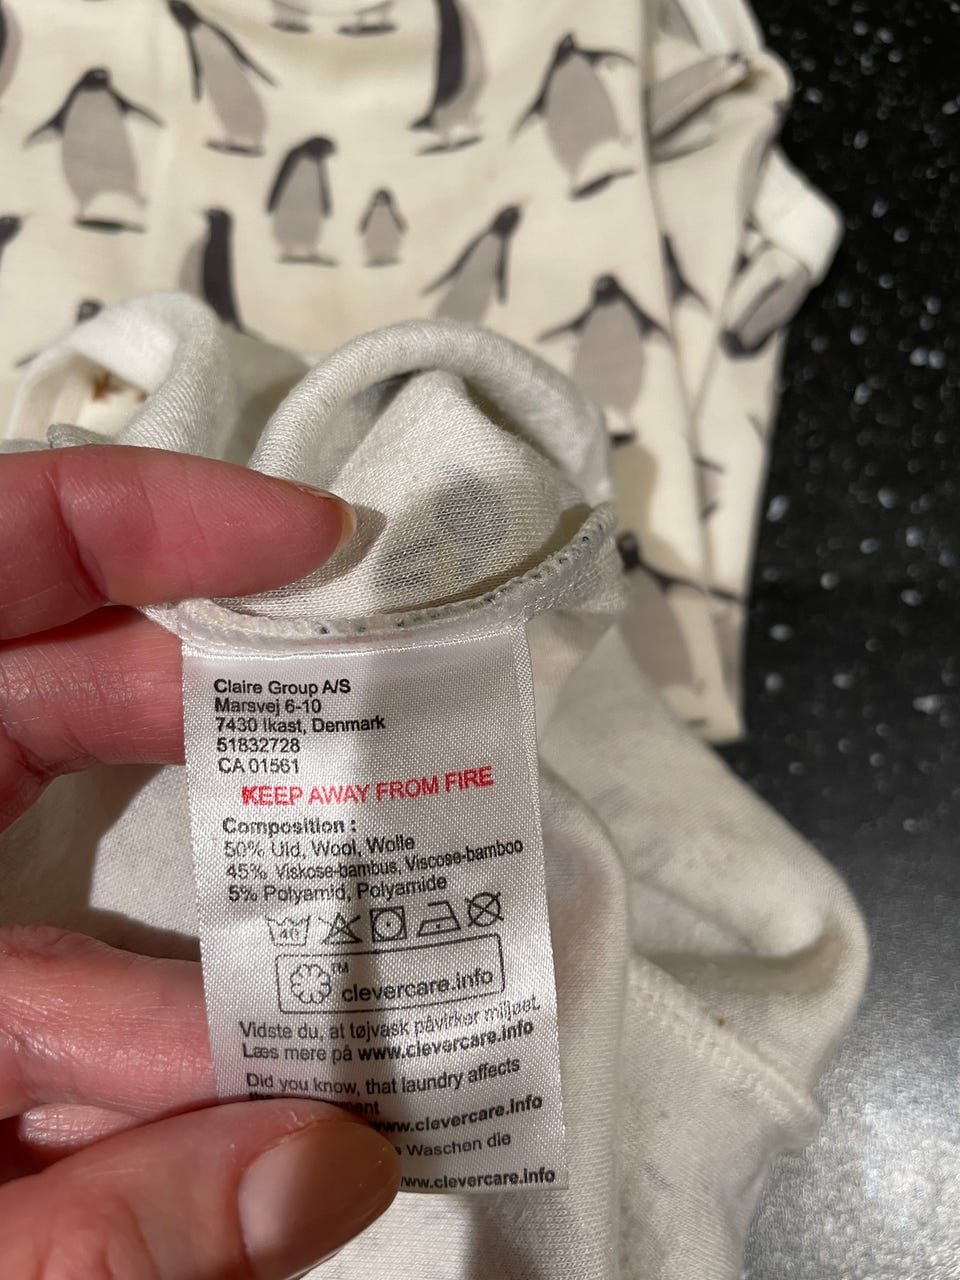 Claire Group A/S
Marsvej 6-10
7430 Ikast, Denmark
51832728
CA 01561
KEEP AWAY FROM FIRE
Composition :
50% Uld, Wool, Wolle
45% Viskose-bambus, Viscose-bamboo
5% Polyamid, Polyamide
40
TM
clevercare.info
Vidste du, at tøjvask påvirker miljøet.
Læs mere på www.clevercare.info
Did you know, that laundry affects
www.clevercare.info
Waschen die
www.clevercare.info